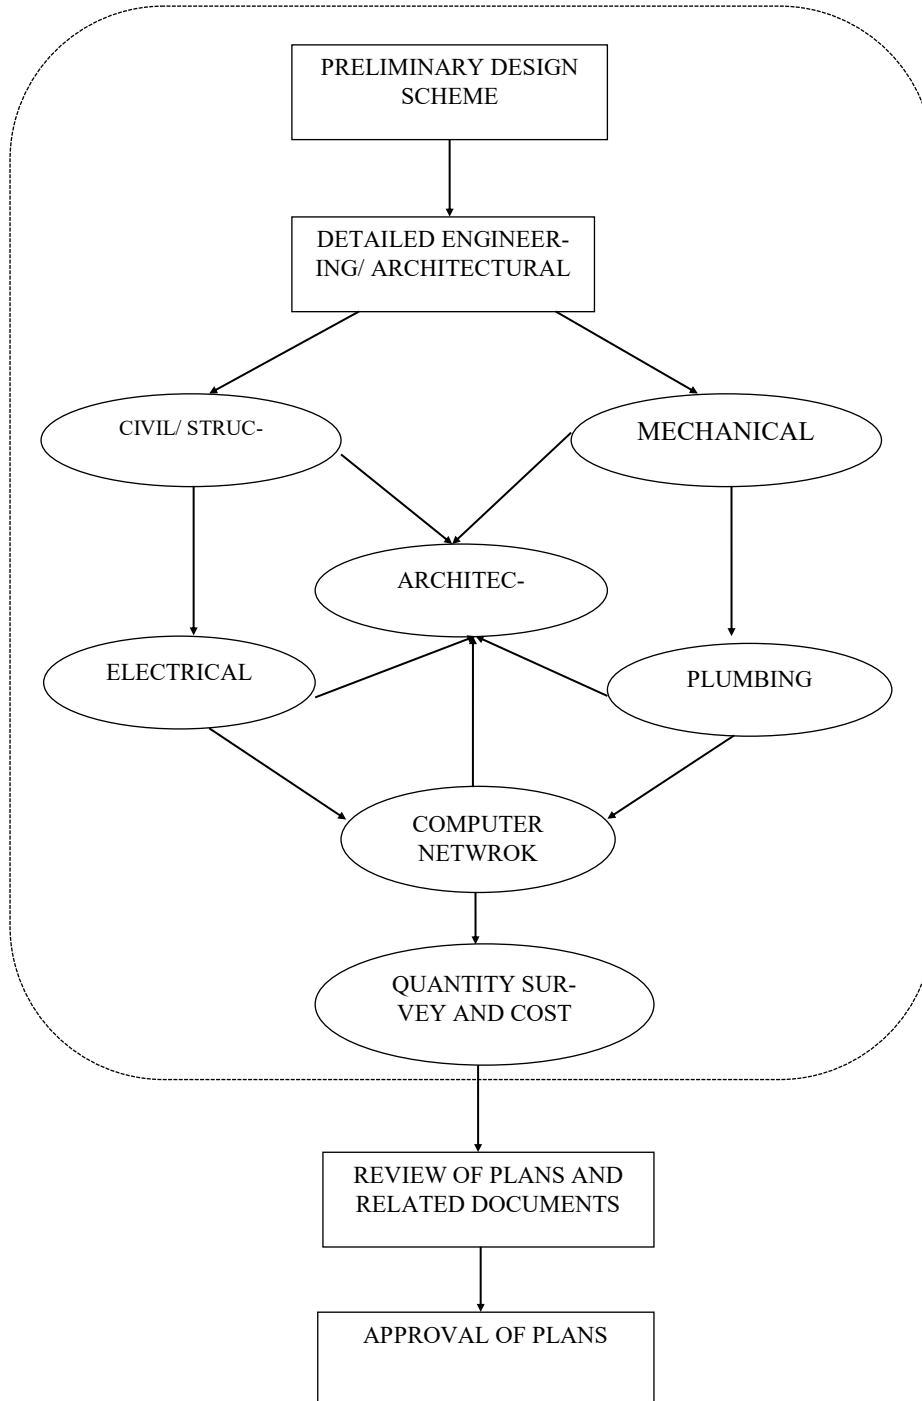 PRELIMINARY DESIGN
SCHEME
DETAILED ENGINEER-
ING/ ARCHITECTURAL
CIVIL/ STRUC-
MECHANICAL
ARCHITEC-
ELECTRICAL
PLUMBING
COMPUTER
NETWROK
QUANTITY SUR-
VEY AND COST
REVIEW OF PLANS AND
RELATED DOCUMENTS
APPROVAL OF PLANS